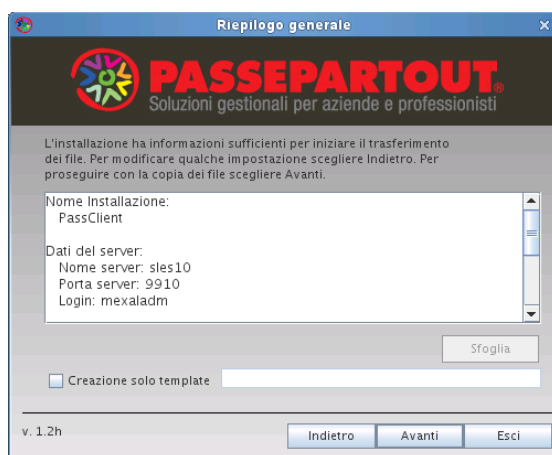 Riepilogo generale
PASSEPARTOUT®
Soluzioni gestionali per aziende e professionisti
L'installazione ha informazioni sufficienti per iniziare il trasferimento
dei file. Per modificare qualche impostazione scegliere Indietro. Per
proseguire con la copia dei file scegliere Avanti.
Nome Installazione:
PassClient
Dati del server:
Nome server: sles10
Porta server: 9910
Login: mexaladm
Sfoglia
Creazione solo template
v. 1.2h
Indietro Avanti Esci